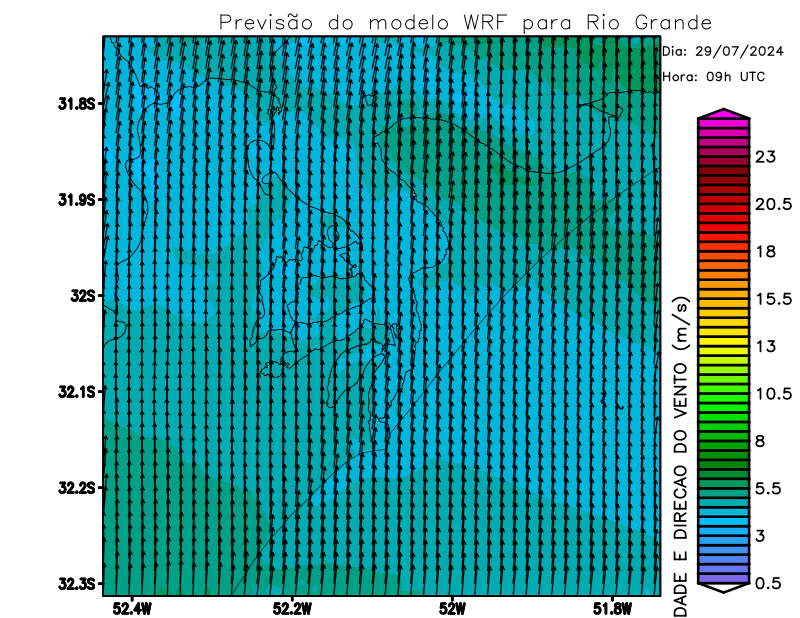 Previsão do modelo WRF para Rio Grande
Dia: 29/07/2024
Hora: 09h UTC
31.8S
31.9S
32S
32.1S
32.2S
32.3S
52.4W
52.2W
52W
51.8W
DADE E DIRECAO DO VENTO (m/s)
23
20.5
18
15.5
13
10.5
8
5.5
3
0.5